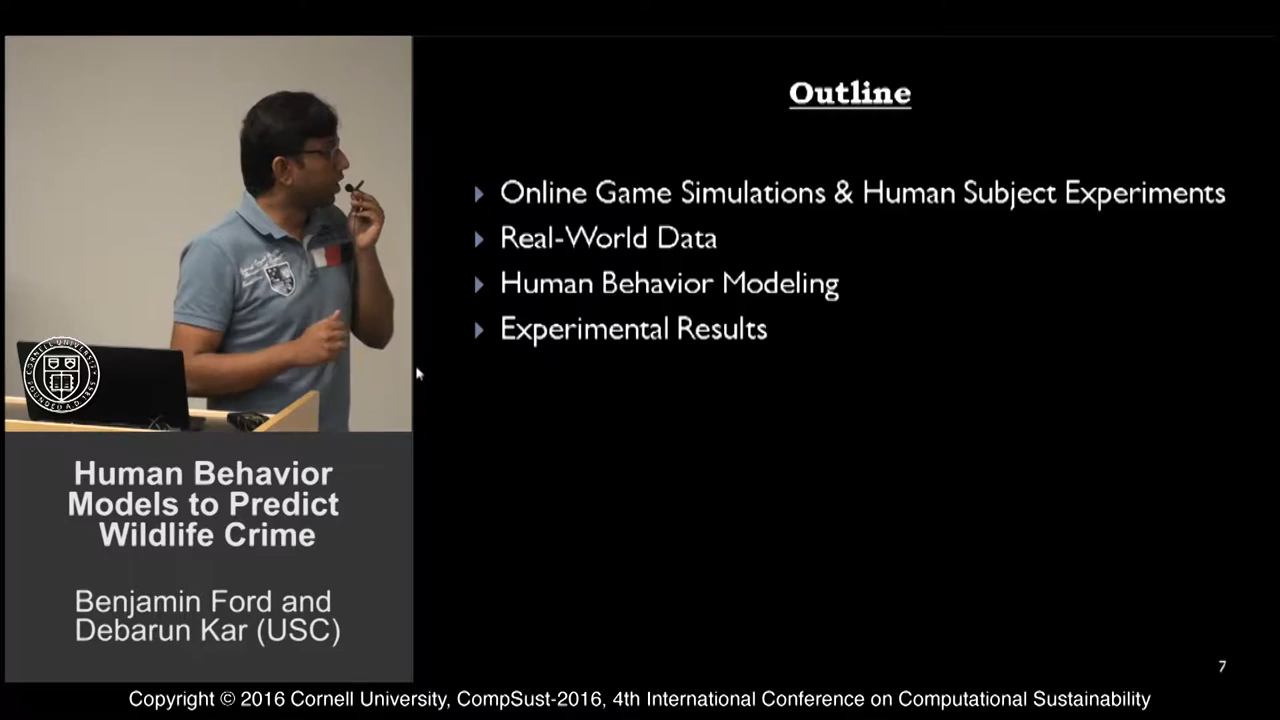 Outline
Online Game Simulations & Human Subject Experiments
Real-World Data
Human Behavior Modeling
Experimental Results
Human Behavior
Models to Predict
Wildlife Crime
Benjamin Ford and
Debarun Kar (USC)
7
Copyright © 2016 Cornell University, CompSust-2016, 4th International Conference on Computational Sustainability